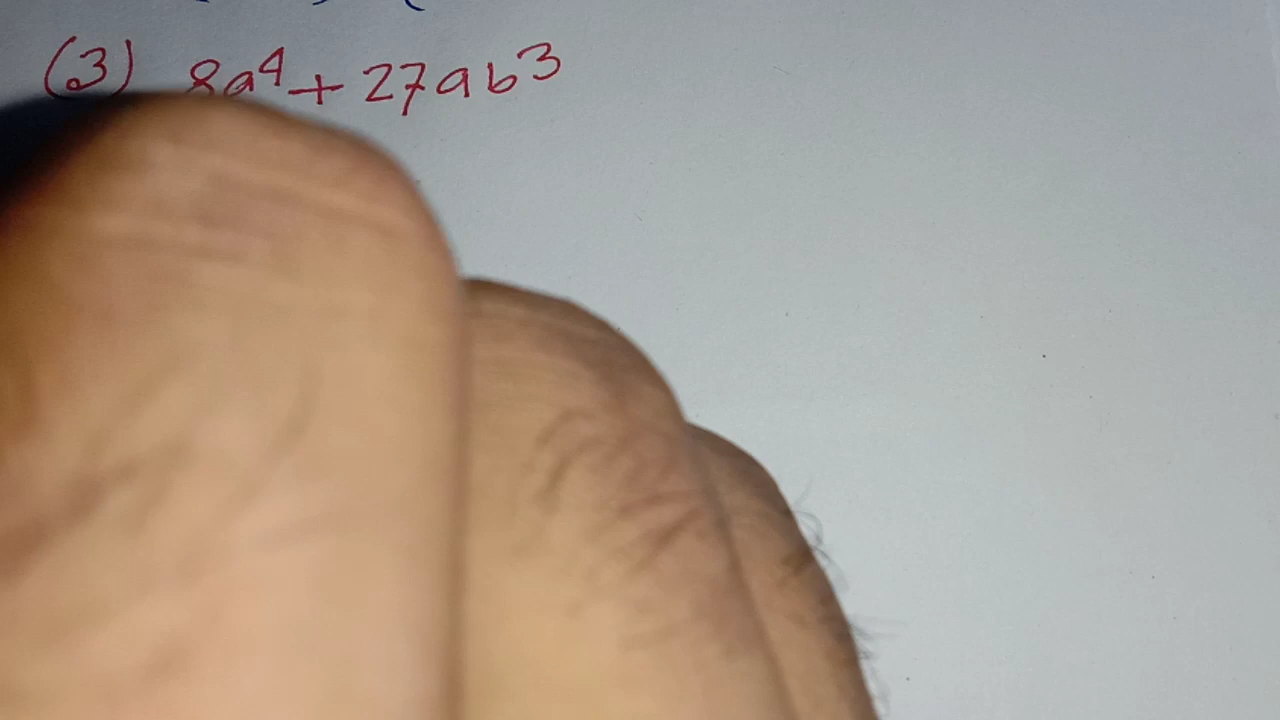 (3) 8a⁴ + 27ab³